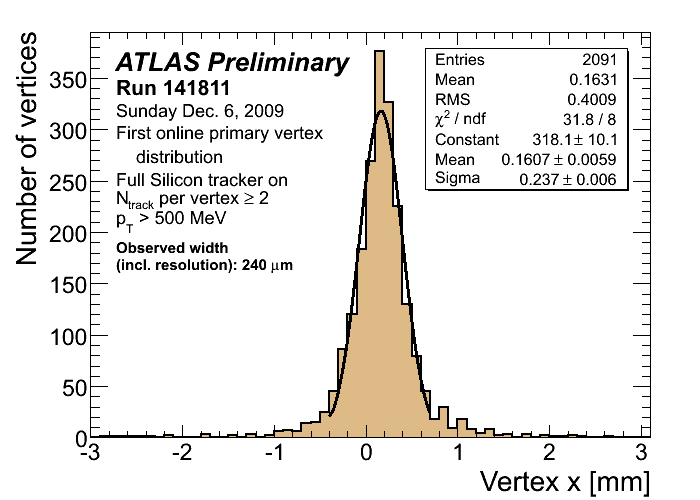 ATLAS Preliminary
Run 141811
Sunday Dec. 6, 2009
First online primary vertex
distribution
Full Silicon tracker on
N_track per vertex ≥ 2
p_T > 500 MeV
Observed width
(incl. resolution): 240 μm
Entries 2091
Mean 0.1631
RMS 0.4009
χ² / ndf 31.8 / 8
Constant 318.1 ± 10.1
Mean 0.1607 ± 0.0059
Sigma 0.237 ± 0.006
Number of vertices
350
300
250
200
150
100
50
0
-3 -2 -1 0 1 2 3
Vertex x [mm]